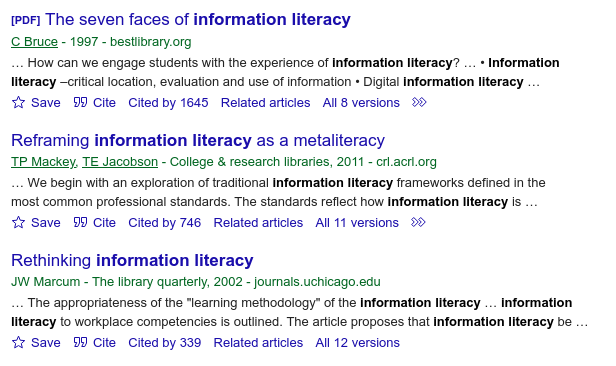 [PDF] The seven faces of information literacy
C Bruce - 1997 - bestlibrary.org
… How can we engage students with the experience of information literacy? … • Information
literacy –critical location, evaluation and use of information • Digital information literacy …
Save Cite Cited by 1645 Related articles All 8 versions
Reframing information literacy as a metaliteracy
TP Mackey, TE Jacobson - College & research libraries, 2011 - crl.acrl.org
… We begin with an exploration of traditional information literacy frameworks defined in the
most common professional standards. The standards reflect how information literacy is …
Save Cite Cited by 746 Related articles All 11 versions
Rethinking information literacy
JW Marcum - The library quarterly, 2002 - journals.uchicago.edu
… The appropriateness of the "learning methodology" of the information literacy … information
literacy to workplace competencies is outlined. The article proposes that information literacy be …
Save Cite Cited by 339 Related articles All 12 versions